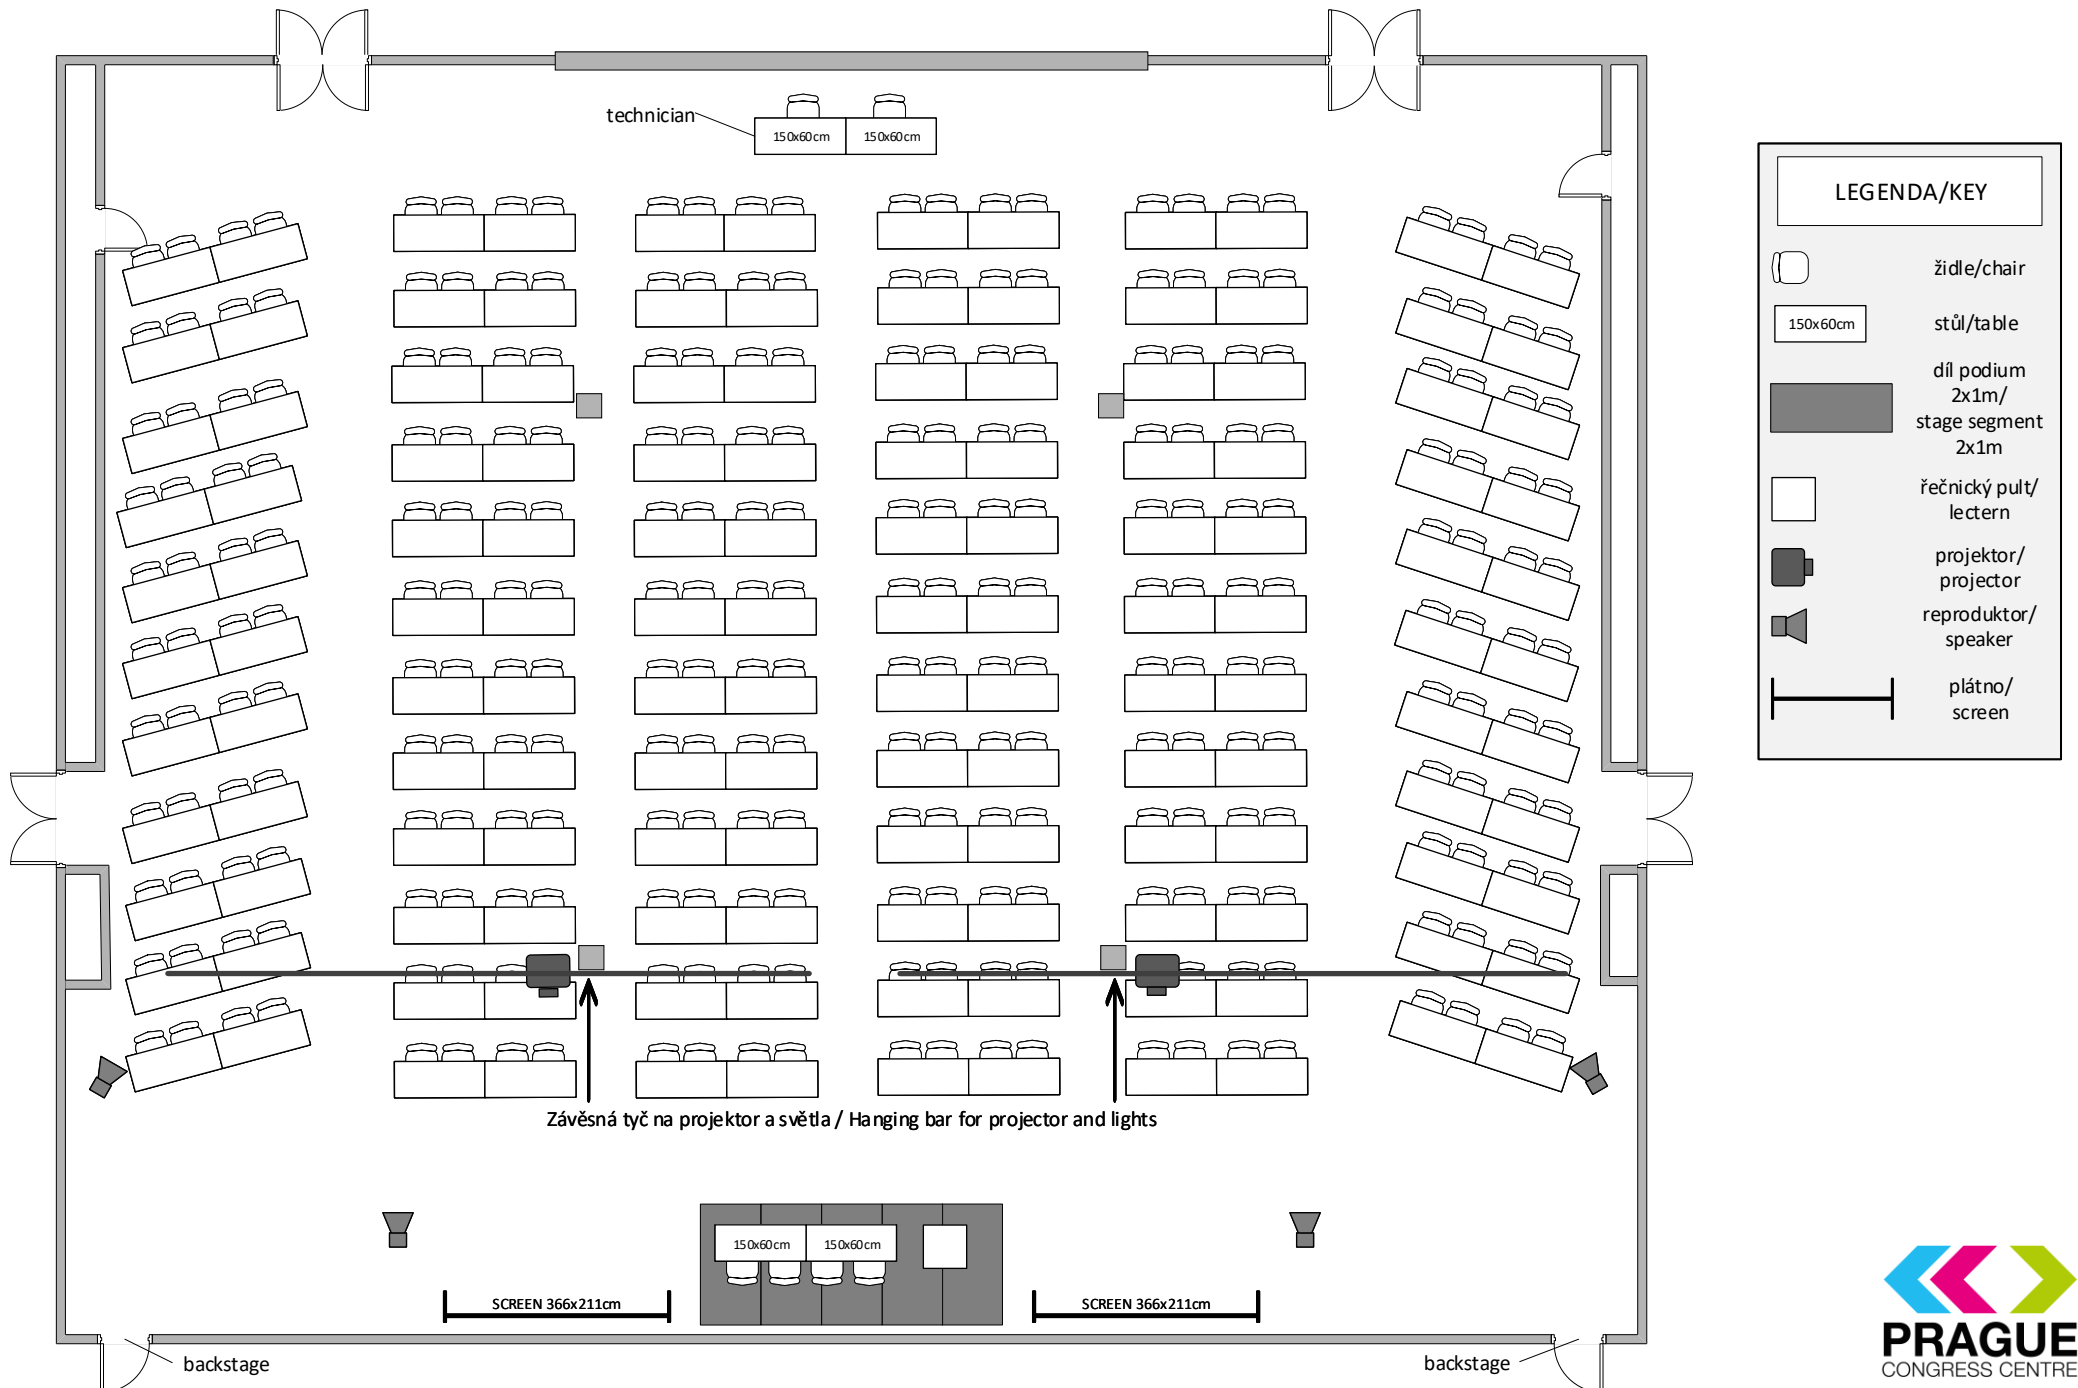 technician
150x60cm
150x60cm
LEGENDA/KEY
židle/chair
150x60cm
stůl/table
díl podium
2x1m/
stage segment
2x1m
řečnický pult/
lectern
projektor/
projector
reproduktor/
speaker
plátno/
screen
Závěsná tyč na projektor a světla / Hanging bar for projector and lights
150x60cm
150x60cm
SCREEN 366x211cm
SCREEN 366x211cm
backstage
backstage
PRAGUE
CONGRESS CENTRE